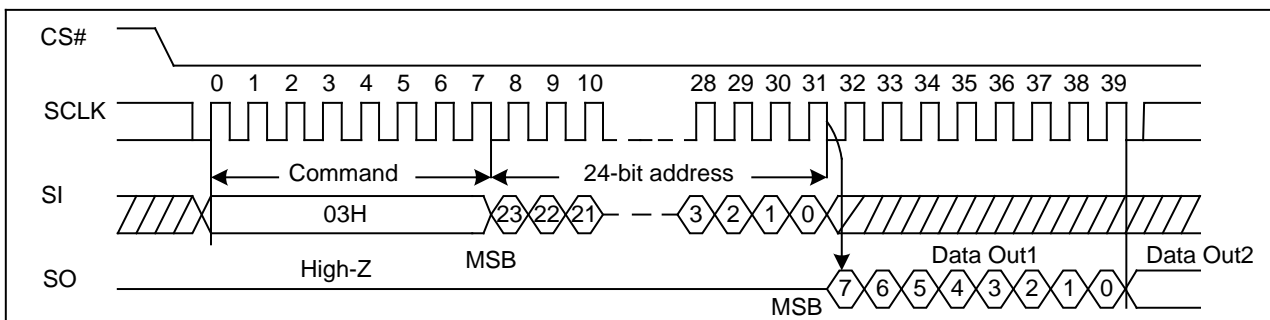 CS#
0 1 2 3 4 5 6 7 8 9 10 28 29 30 31 32 33 34 35 36 37 38 39
SCLK
Command 24-bit address
SI
03H 23 22 21 3 2 1 0
High-Z MSB Data Out1 Data Out2
SO
MSB 7 6 5 4 3 2 1 0